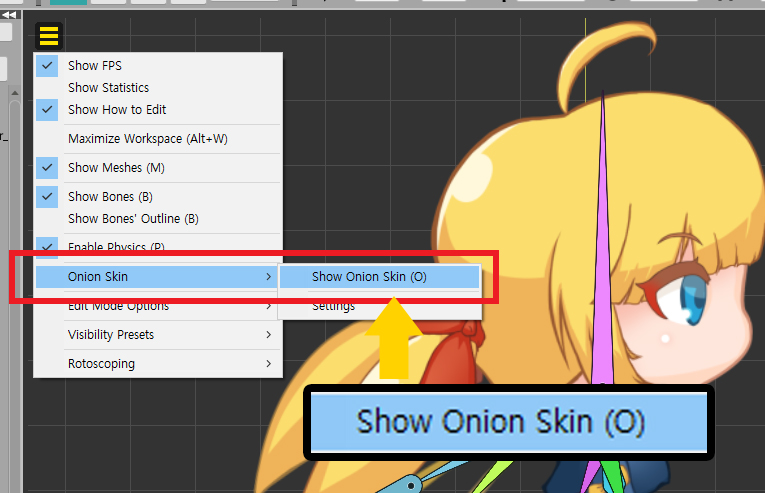 Show FPS
Show Statistics
Show How to Edit
Maximize Workspace (Alt+W)
Show Meshes (M)
Show Bones (B)
Show Bones' Outline (B)
Enable Physics (P)
Onion Skin
Show Onion Skin (O)
Edit Mode Options
Settings
Visibility Presets
Rotoscoping
Show Onion Skin (O)